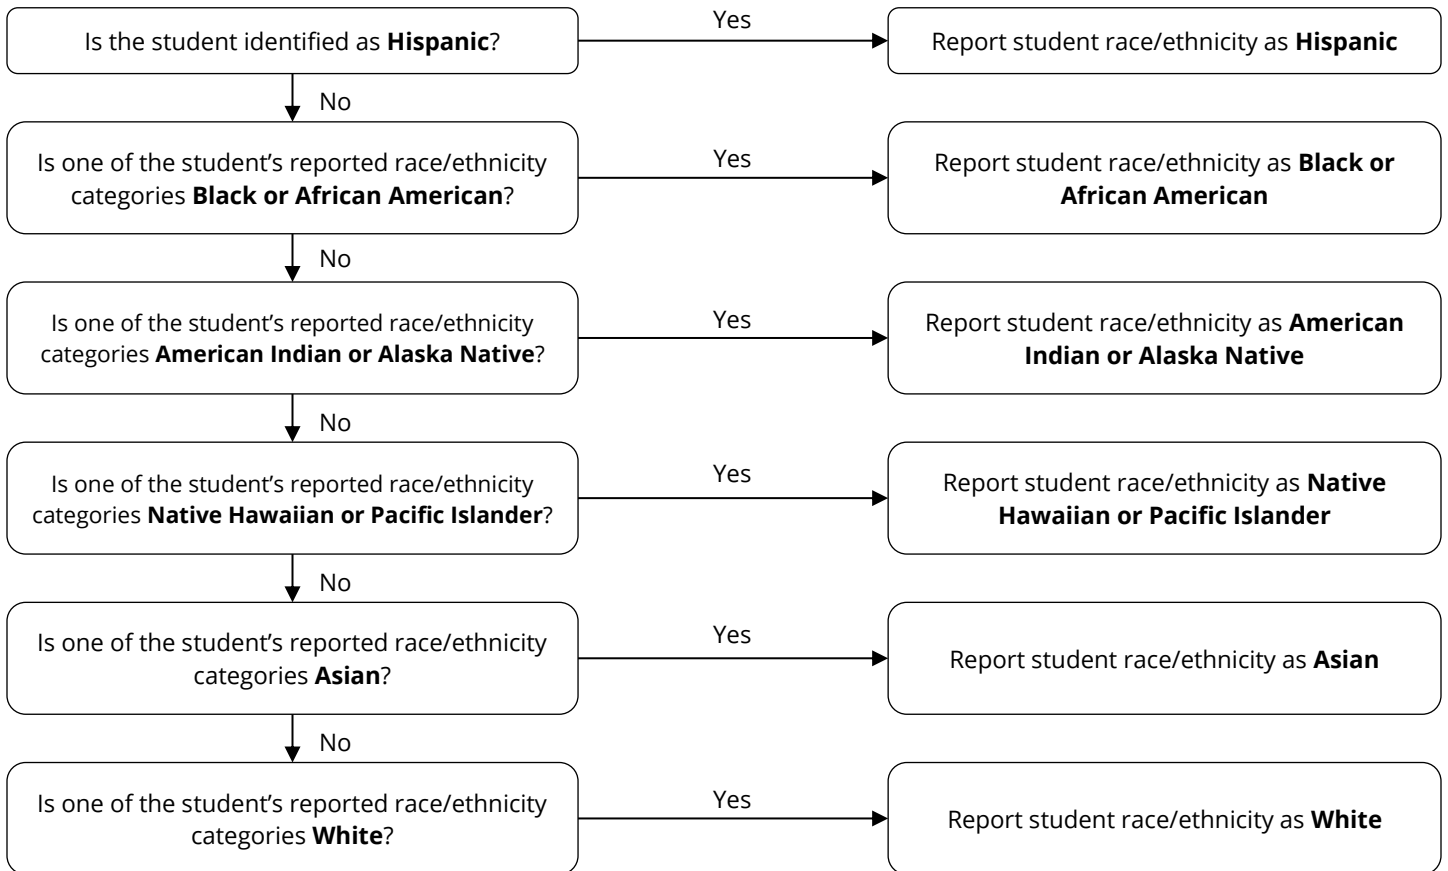 Is the student identified as Hispanic?
Yes
Report student race/ethnicity as Hispanic
No
Is one of the student’s reported race/ethnicity
categories Black or African American?
Yes
Report student race/ethnicity as Black or
African American
No
Is one of the student’s reported race/ethnicity
categories American Indian or Alaska Native?
Yes
Report student race/ethnicity as American
Indian or Alaska Native
No
Is one of the student’s reported race/ethnicity
categories Native Hawaiian or Pacific Islander?
Yes
Report student race/ethnicity as Native
Hawaiian or Pacific Islander
No
Is one of the student’s reported race/ethnicity
categories Asian?
Yes
Report student race/ethnicity as Asian
No
Is one of the student’s reported race/ethnicity
categories White?
Yes
Report student race/ethnicity as White